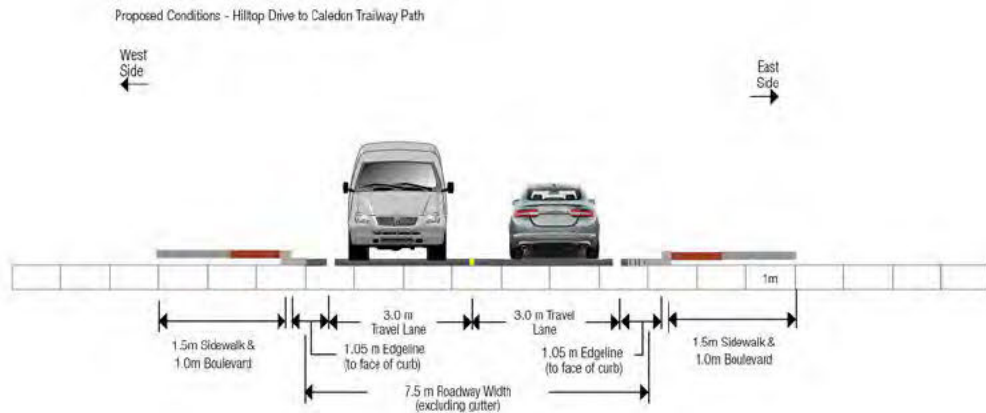 Proposed Conditions - Hilltop Drive to Caledon Trailway Path
West
Side
East
Side
1m
3.0 m
Travel Lane
3.0 m Travel
Lane
1.5m Sidewalk &
1.0m Boulevard
1.05 m Edgeline
(to face of curb)
1.05 m Edgeline
(to face of curb)
1.5m Sidewalk &
1.0m Boulevard
7.5 m Roadway Width
(excluding gutter)